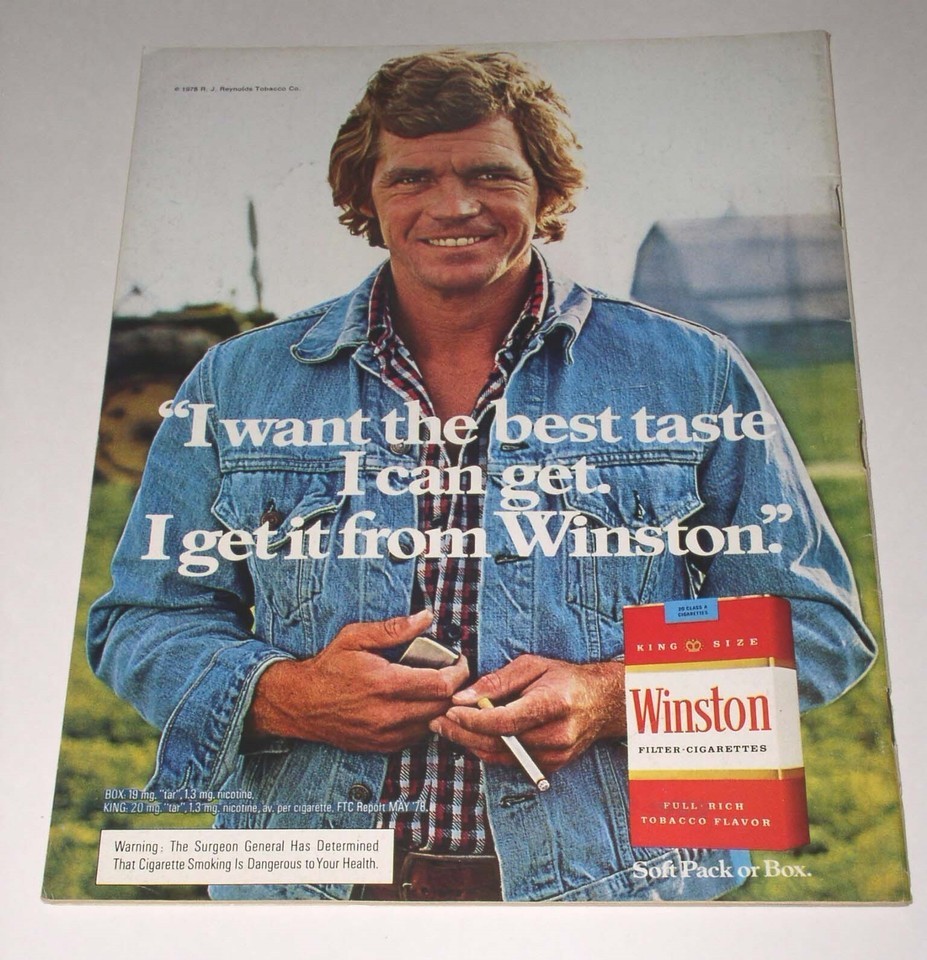 © 1978 R. J. Reynolds Tobacco Co.
“I want the best taste
I can get.
I get it from Winston.”
20 CLASS A
CIGARETTES
KING SIZE
Winston
FILTER-CIGARETTES
FULL · RICH
TOBACCO FLAVOR
Soft Pack or Box.
BOX: 19 mg. "tar", 1.3 mg. nicotine,
KING: 20 mg. "tar", 1.3 mg. nicotine, av. per cigarette, FTC Report MAY '78.
Warning: The Surgeon General Has Determined
That Cigarette Smoking Is Dangerous to Your Health.